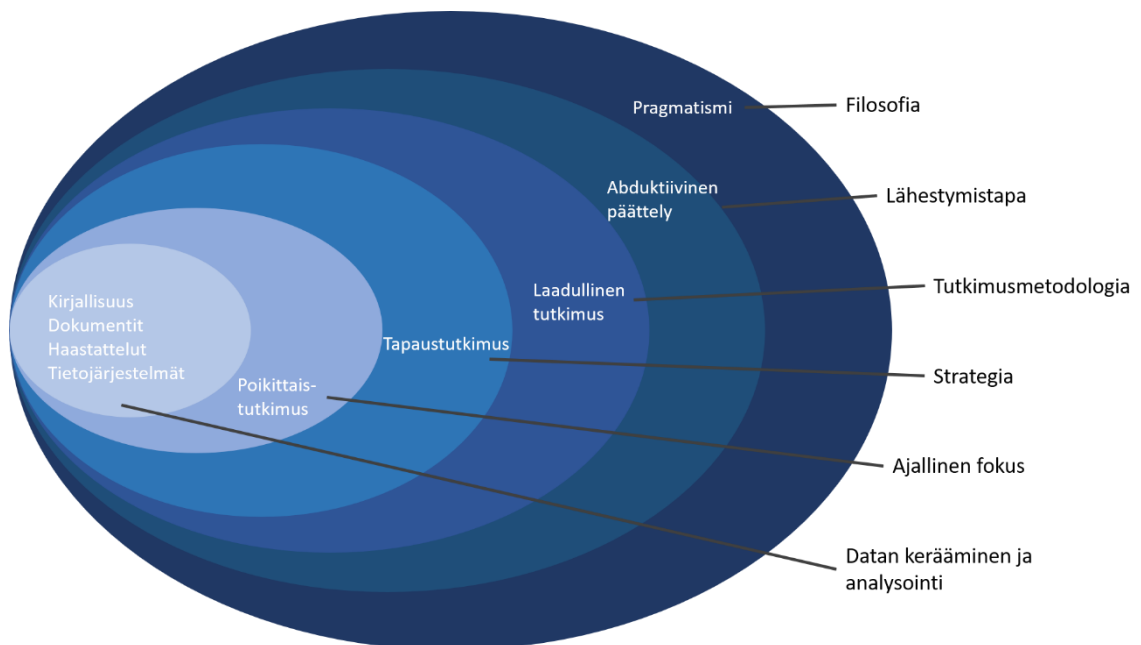 Pragmatismi
Filosofia
Abduktiivinen
päättely
Lähestymistapa
Laadullinen
tutkimus
Tutkimusmetodologia
Tapaustutkimus
Strategia
Poikittais-
tutkimus
Ajallinen fokus
Kirjallisuus
Dokumentit
Haastattelut
Tietojärjestelmät
Datan kerääminen ja
analysointi